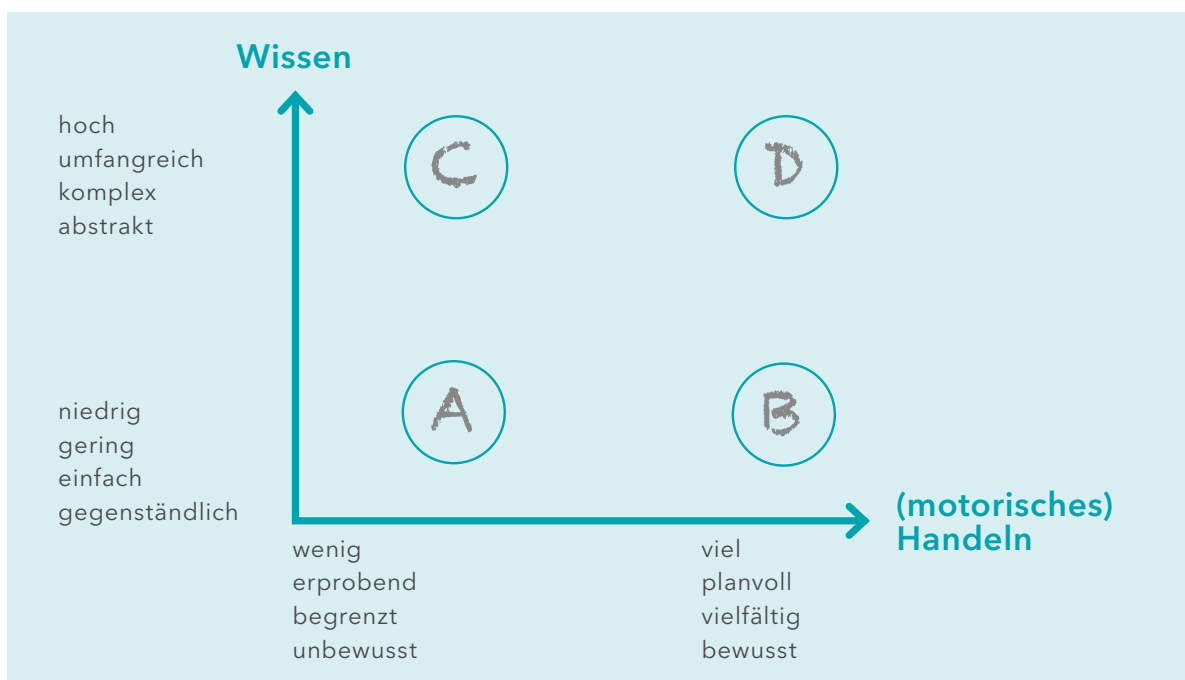 Wissen
hoch
umfangreich
komplex
abstrakt
C
D
niedrig
gering
einfach
gegenständlich
A
B
(motorisches)
Handeln
wenig
erprobend
begrenzt
unbewusst
viel
planvoll
vielfältig
bewusst